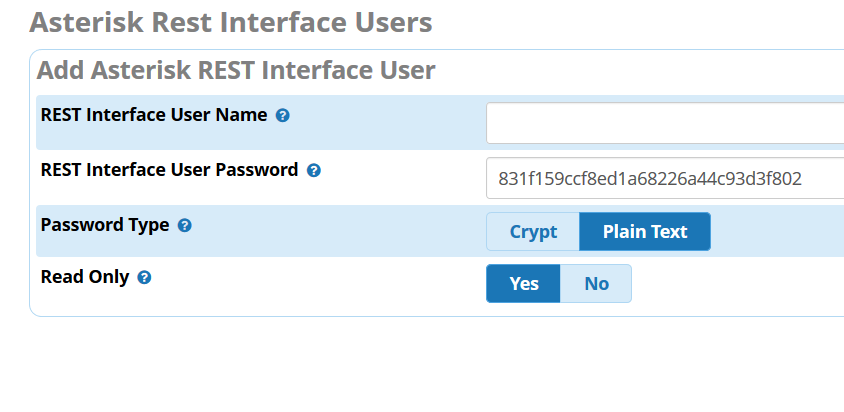 Asterisk Rest Interface Users
Add Asterisk REST Interface User
REST Interface User Name ?
REST Interface User Password ? 831f159ccf8ed1a68226a44c93d3f802
Password Type ? Crypt Plain Text
Read Only ? Yes No